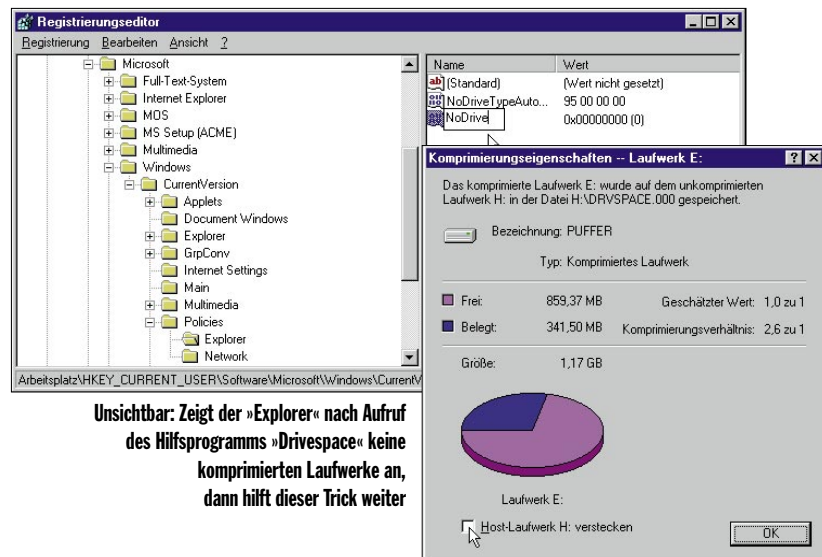 Registrierungseditor
Registrierung Bearbeiten Ansicht ?
Microsoft
Full-Text-System
Internet Explorer
MOS
MS Setup (ACME)
Multimedia
Windows
CurrentVersion
Applets
Document Windows
Explorer
GrpConv
Internet Settings
Main
Multimedia
Policies
Explorer
Network
Name Wert
ab (Standard) (Wert nicht gesetzt)
NoDriveTypeAuto... 95 00 00 00
NoDrive 0x00000000 (0)
Arbeitsplatz\HKEY_CURRENT_USER\Software\Microsoft\Windows\CurrentV
Komprimierungseigenschaften -- Laufwerk E:
Das komprimierte Laufwerk E: wurde auf dem unkomprimierten
Laufwerk H: in der Datei H:\DRVSPACE.000 gespeichert.
Bezeichnung: PUFFER
Typ: Komprimiertes Laufwerk
Frei: 859,37 MB Geschätzter Wert: 1,0 zu 1
Belegt: 341,50 MB Komprimierungsverhältnis: 2,6 zu 1
Größe: 1,17 GB
Laufwerk E:
Host-Laufwerk H: verstecken
OK
Unsichtbar: Zeigt der »Explorer« nach Aufruf
des Hilfsprogramms »Drivespace« keine
komprimierten Laufwerke an,
dann hilft dieser Trick weiter